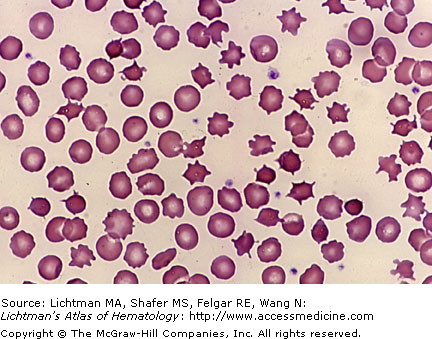 Source: Lichtman MA, Shafer MS, Felgar RE, Wang N:
Lichtman's Atlas of Hematology: http://www.accessmedicine.com
Copyright © The McGraw-Hill Companies, Inc. All rights reserved.